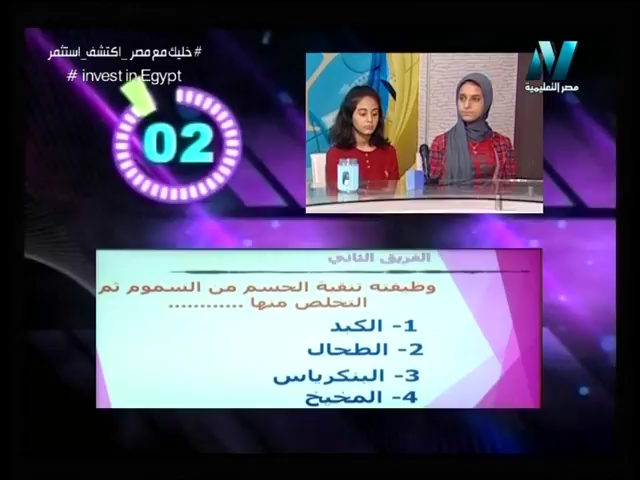 #خليك_مع_مصر_اكتشف_استثمر
# invest in Egypt
مصر التعليمية
02
الفريق الثاني
وظيفته تنقية الجسم من السموم ثم
التخلص منها ............
1- الكبد
2- الطحال
3- البنكرياس
4- المخيخ